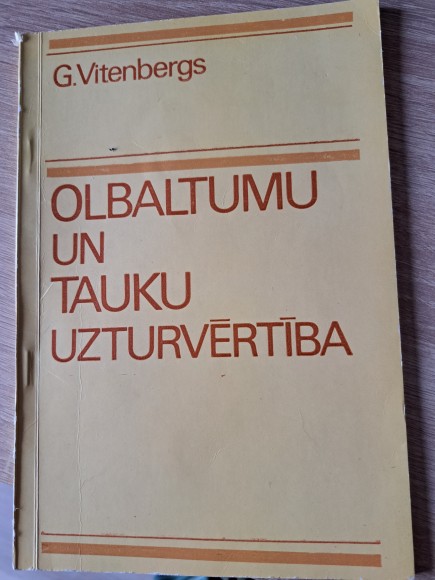 G.Vitenbergs
OLBALTUMU
UN
TAUKU
UZTURVĒRTĪBA